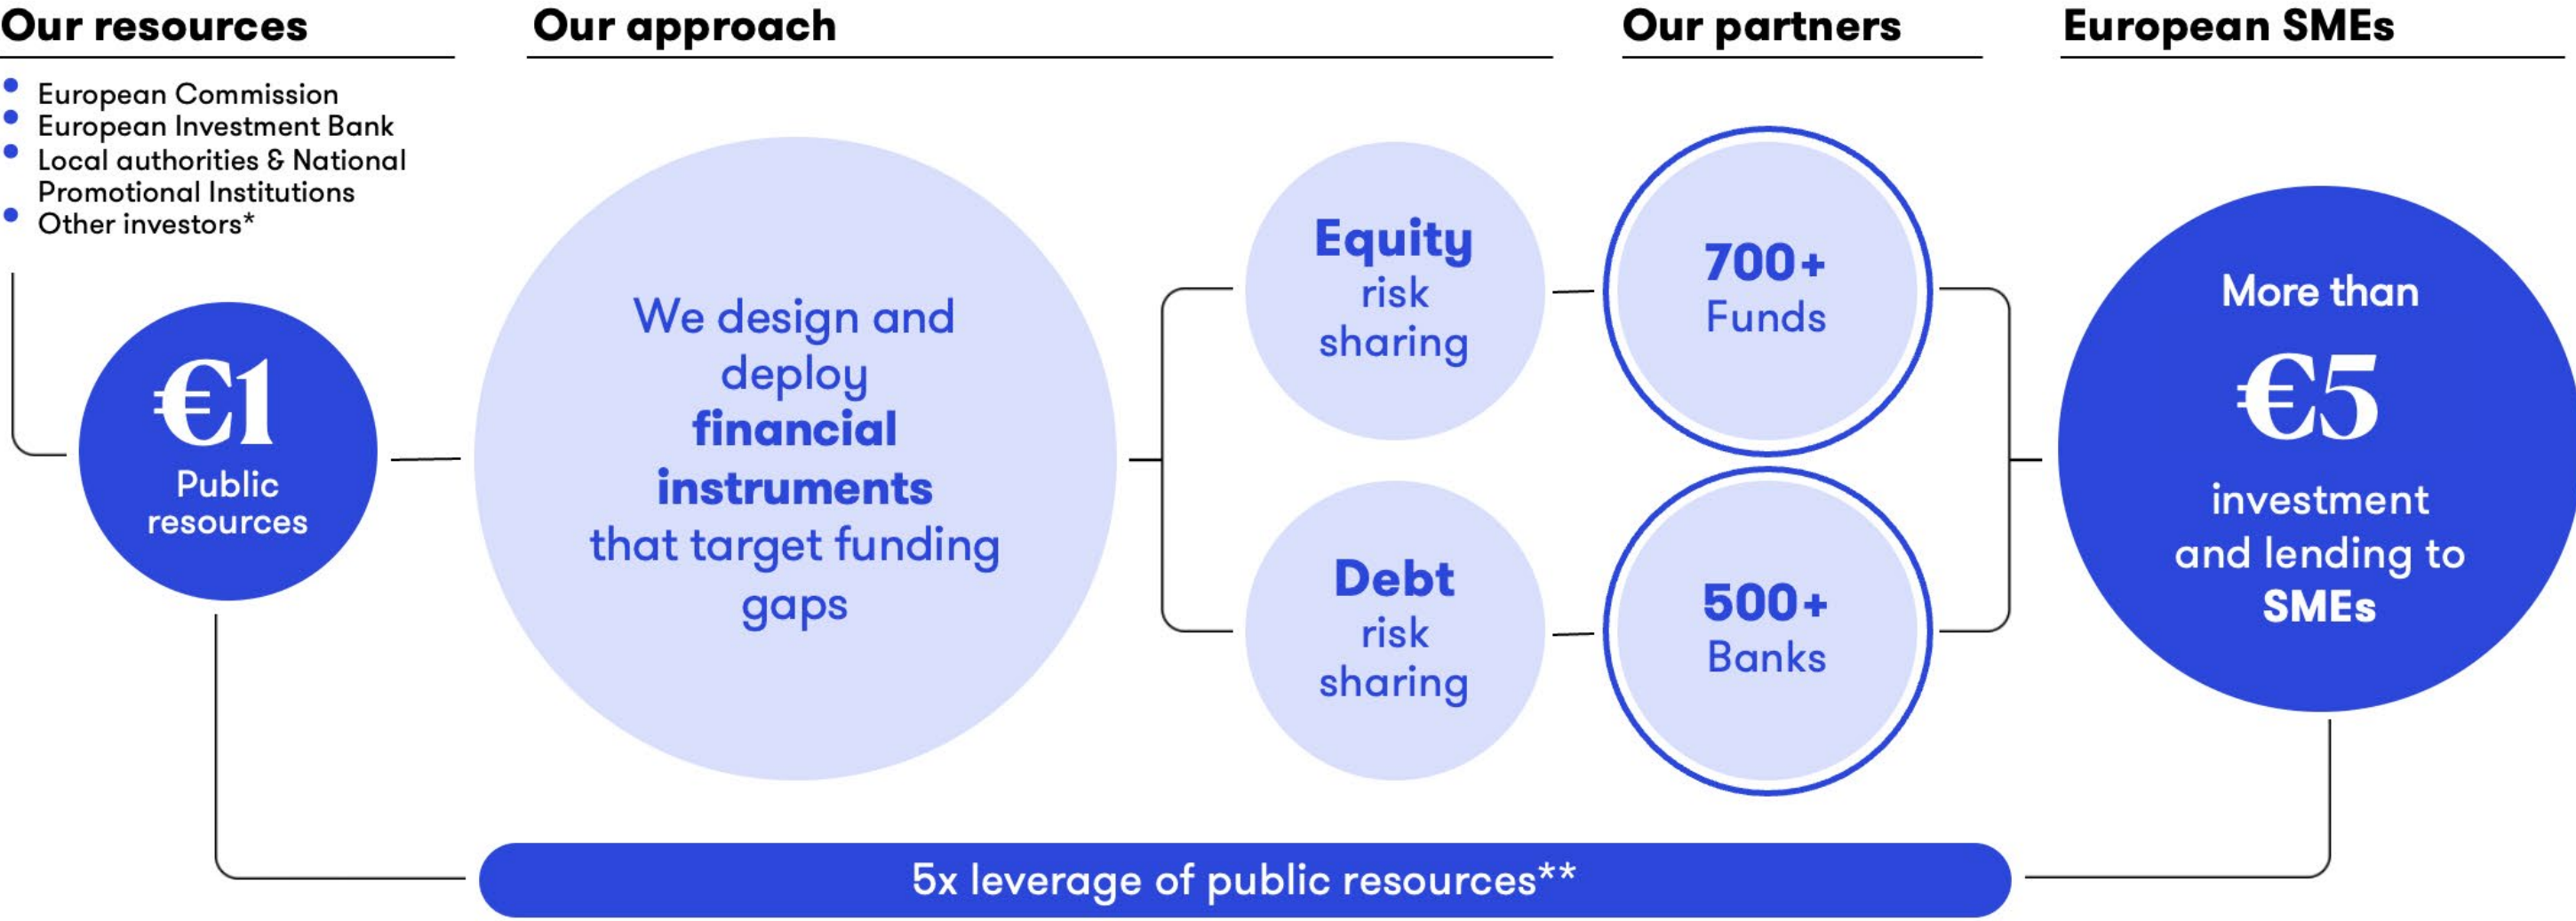 Our resources
European Commission
European Investment Bank
Local authorities & National
Promotional Institutions
Other investors*
€1
Public
resources
Our approach
We design and
deploy
financial
instruments
that target funding
gaps
Equity
risk
sharing
Debt
risk
sharing
Our partners
700+
Funds
500+
Banks
European SMEs
More than
€5
investment
and lending to
SMEs
5x leverage of public resources**